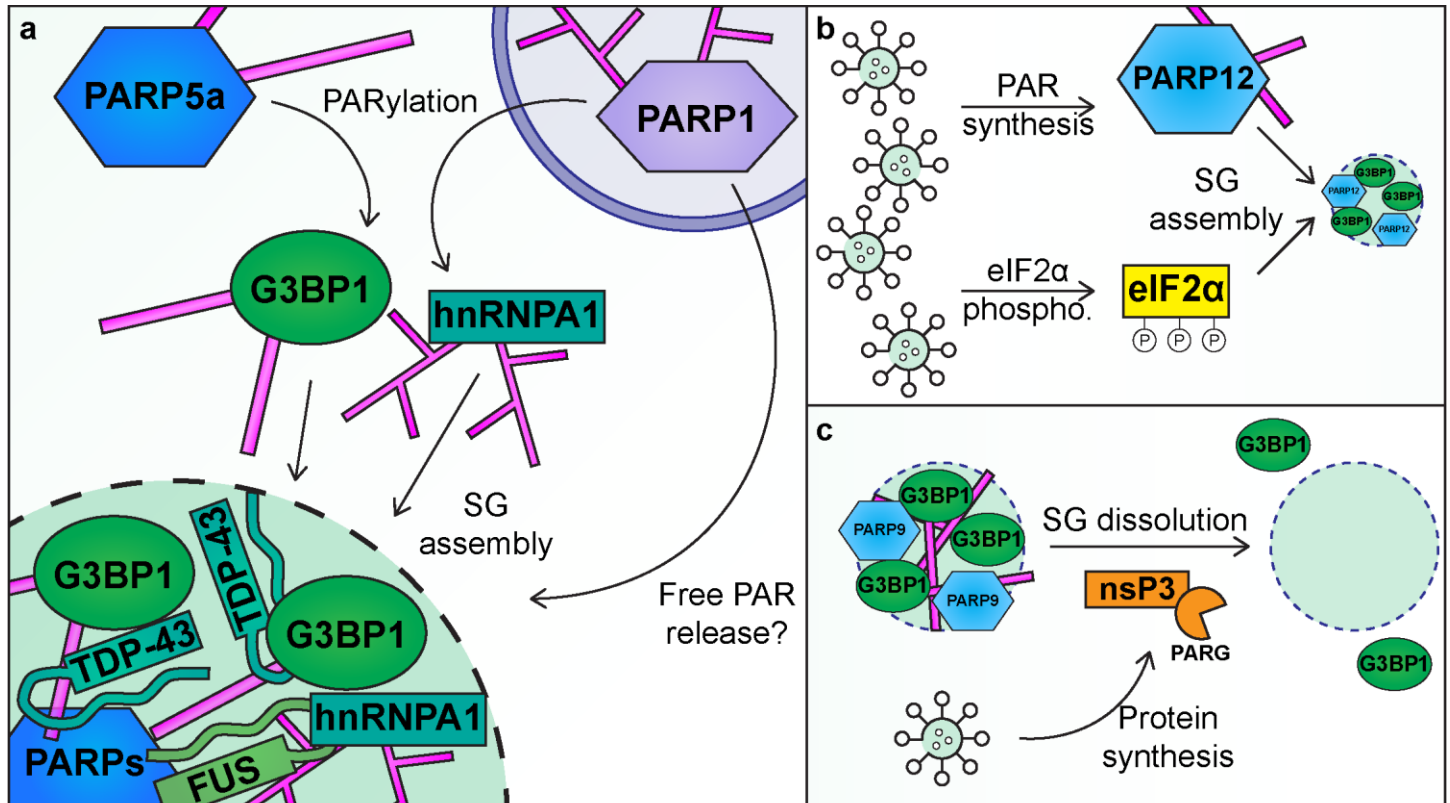 a
PARP5a
PARylation
PARP1
G3BP1
hnRNPA1
SG
assembly
Free PAR
release?
G3BP1
TDP-43
TDP-43
G3BP1
hnRNPA1
PARPs
FUS
b
PAR
synthesis
PARP12
SG
assembly
G3BP1
PARP12
G3BP1
G3BP1
PARP12
eIF2α
phospho.
eIF2α
P P P
c
G3BP1
PARP9
G3BP1
G3BP1
PARP9
SG dissolution
nsP3
PARG
Protein
synthesis
G3BP1
G3BP1